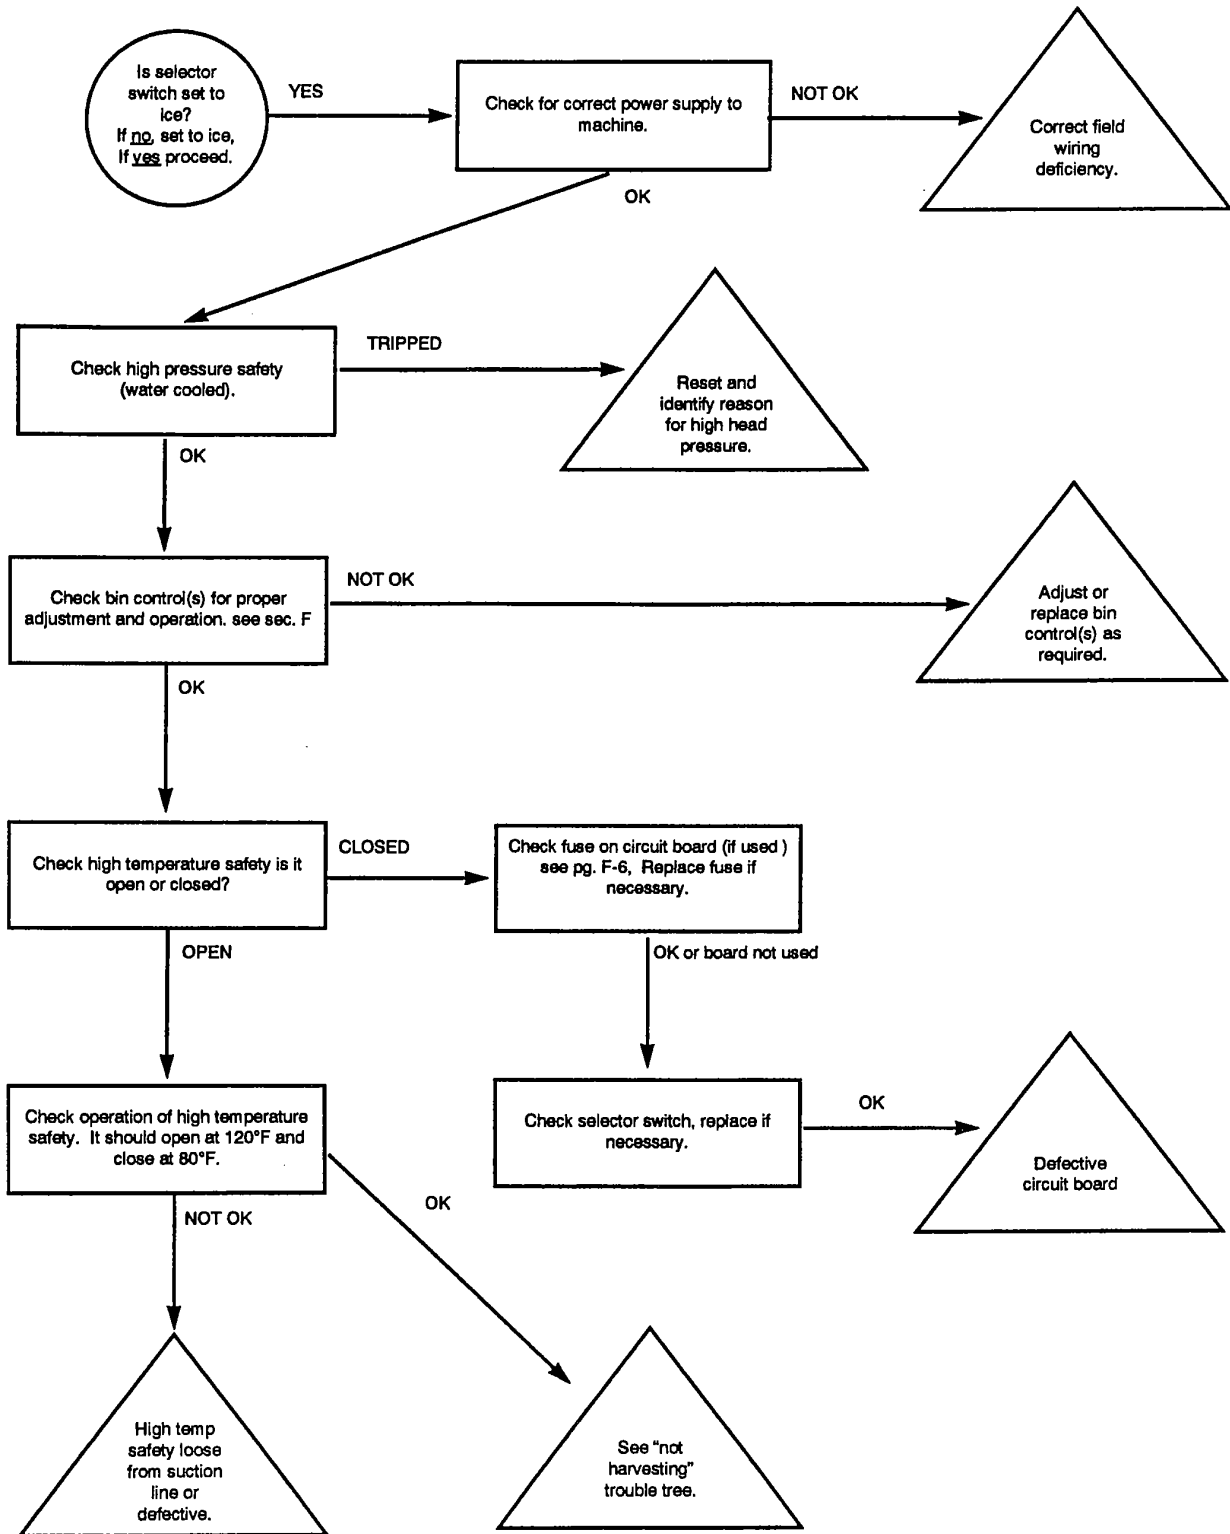 Is selector
switch set to
ice?
If no, set to ice,
If yes proceed.
YES
Check for correct power supply to
machine.
NOT OK
Correct field
wiring
deficiency.
OK
Check high pressure safety
(water cooled).
TRIPPED
Reset and
identify reason
for high head
pressure.
OK
Check bin control(s) for proper
adjustment and operation. see sec. F
NOT OK
Adjust or
replace bin
control(s) as
required.
OK
Check high temperature safety is it
open or closed?
CLOSED
Check fuse on circuit board (if used )
see pg. F-6, Replace fuse if
necessary.
OPEN
OK or board not used
Check operation of high temperature
safety. It should open at 120°F and
close at 80°F.
Check selector switch, replace if
necessary.
OK
Defective
circuit board
NOT OK
OK
High temp
safety loose
from suction
line or
defective.
See "not
harvesting"
trouble tree.